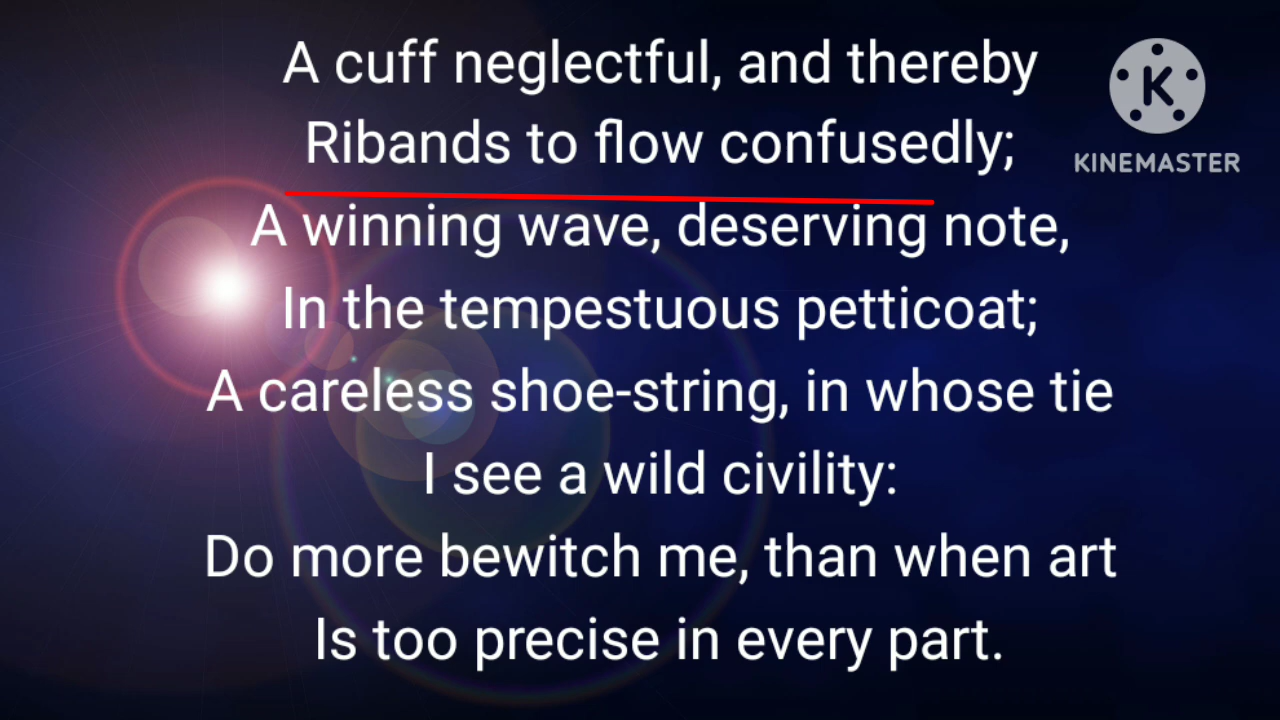 A cuff neglectful, and thereby
Ribands to flow confusedly;
A winning wave, deserving note,
In the tempestuous petticoat;
A careless shoe-string, in whose tie
I see a wild civility:
Do more bewitch me, than when art
Is too precise in every part.
K
KINEMASTER